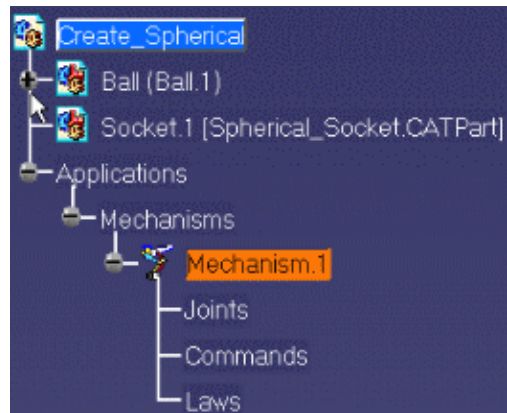 Create_Spherical
Ball (Ball.1)
Socket.1 [Spherical_Socket.CATPart]
Applications
Mechanisms
Mechanism.1
Joints
Commands
Laws